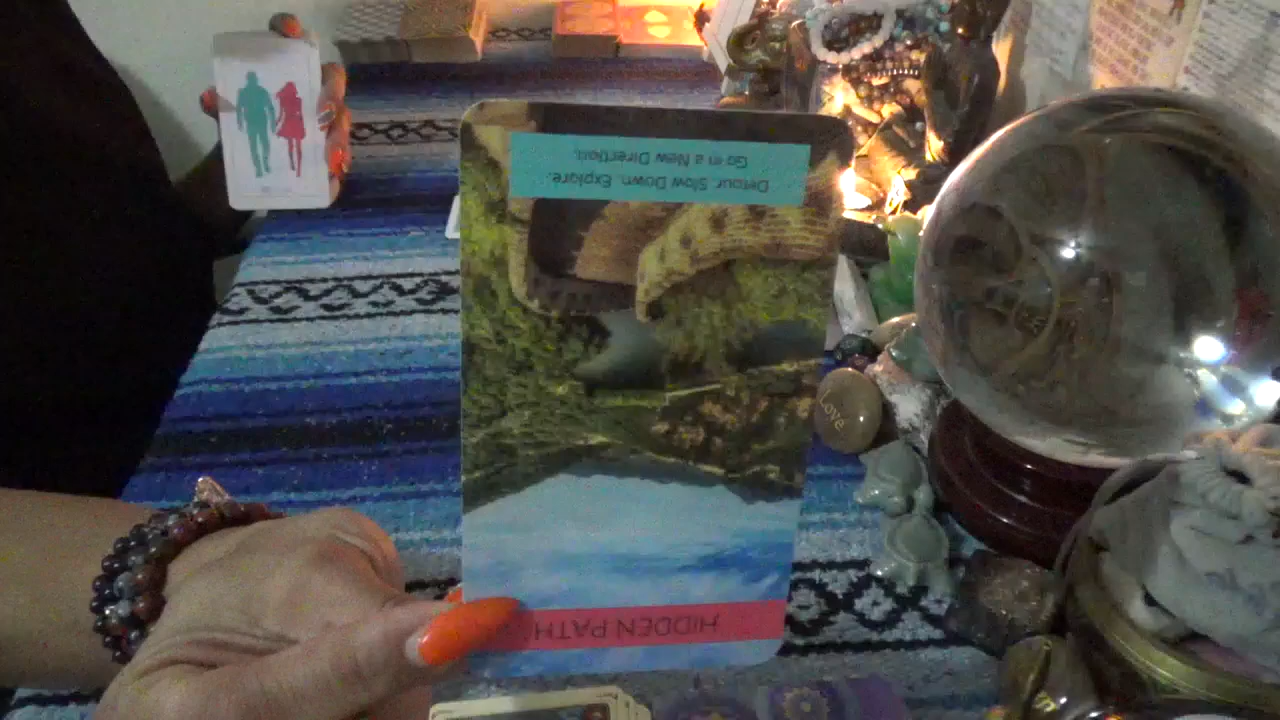 HIDDEN PATH
Detour. Slow Down. Explore.
Go in a New Direction.
Love